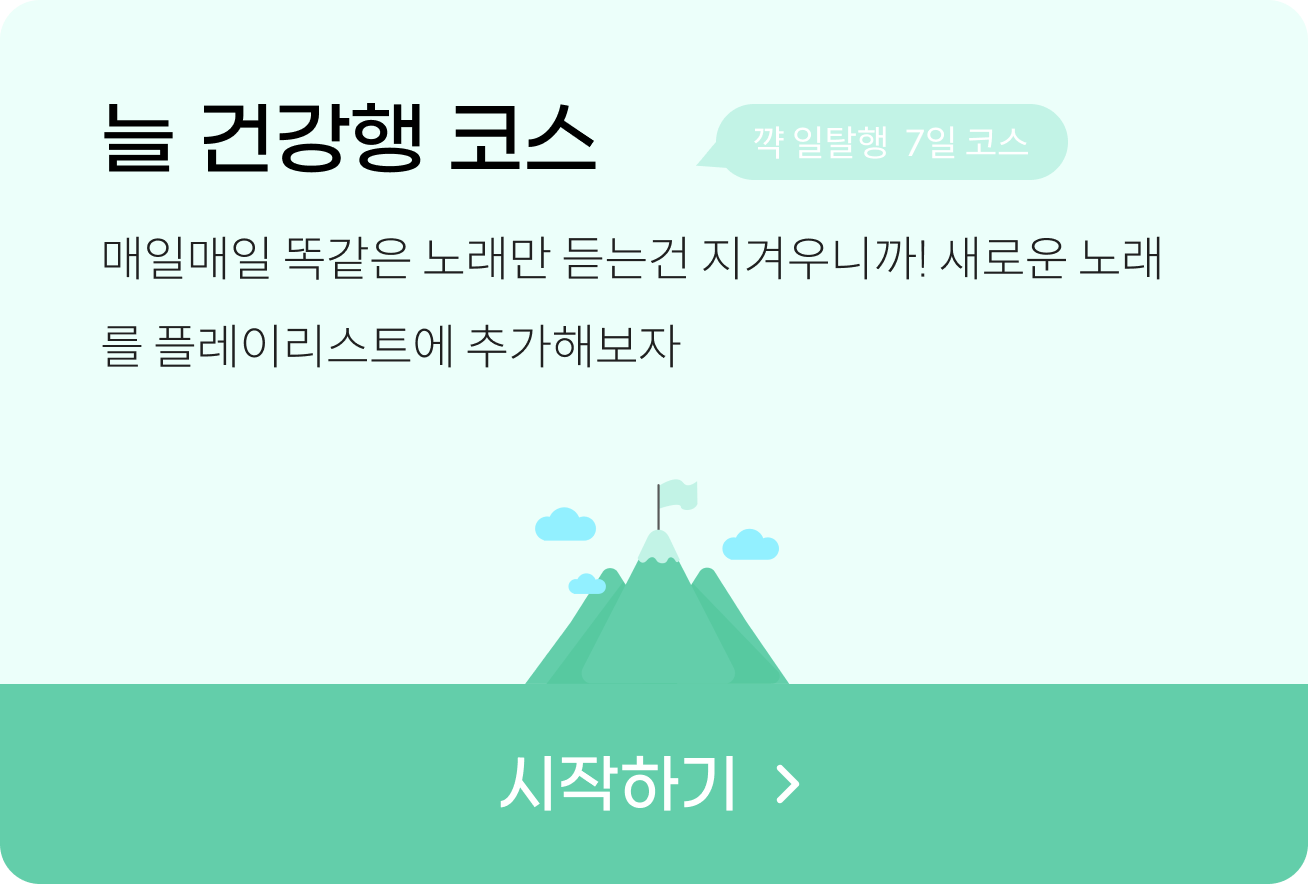 늘 건강행 코스
꺅 일탈행 7일 코스
매일매일 똑같은 노래만 듣는건 지겨우니까! 새로운 노래
를 플레이리스트에 추가해보자
시작하기